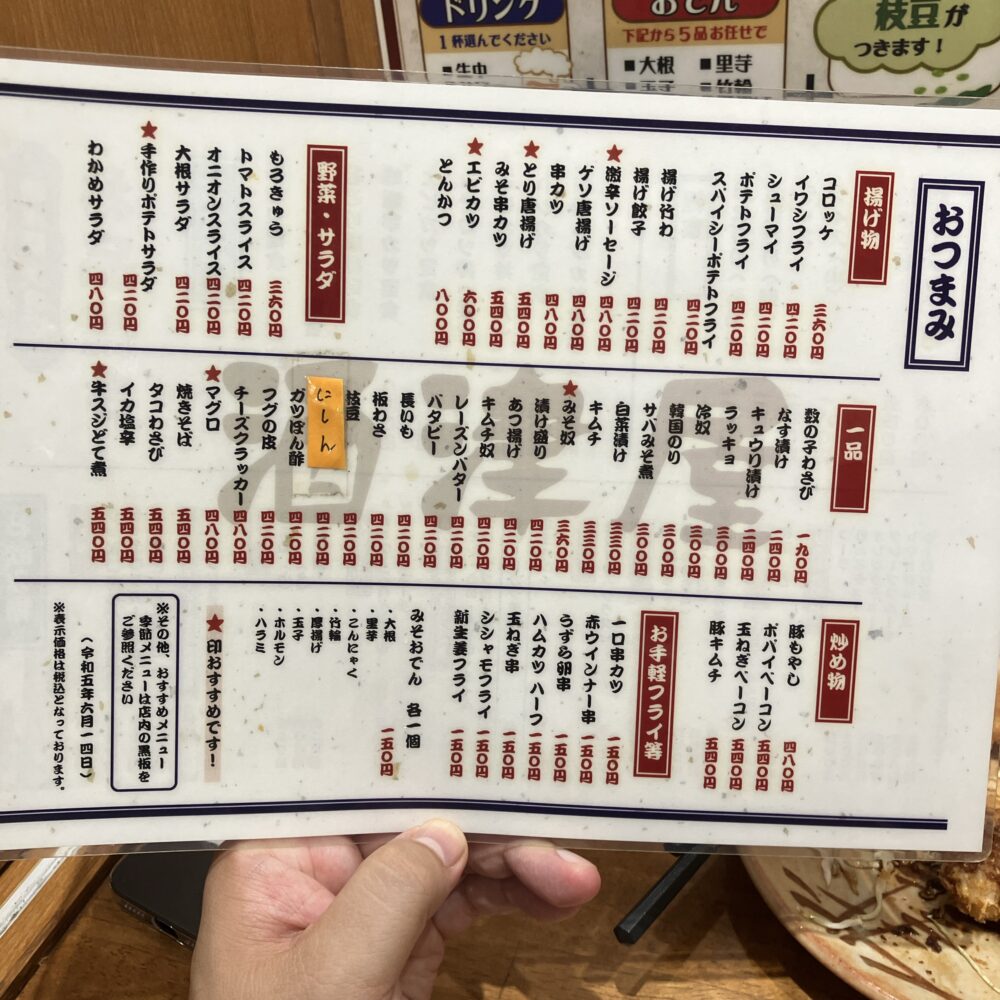 ドリンク
1杯選んでください
■生中
おでん
下記から5品お任せで
■大根 ■里芋
■玉子 ■竹輪
枝豆が
つきます!
おつまみ
揚げ物
コロッケ 三六〇円
イワシフライ 四二〇円
シューマイ 四二〇円
ポテトフライ 四二〇円
スパイシーポテトフライ 四二〇円
揚げ竹わ 四二〇円
揚げ餃子 四二〇円
★激辛ソーセージ 四八〇円
ゲソ唐揚げ 四八〇円
串カツ 四八〇円
★とり唐揚げ 五四〇円
みそ串カツ 五四〇円
★エビカツ 六〇〇円
とんかつ 八〇〇円
野菜・サラダ
もろきゅう 三六〇円
トマトスライス 四二〇円
オニオンスライス 四二〇円
大根サラダ 四二〇円
★手作りポテトサラダ 四二〇円
わかめサラダ 四八〇円
酒津屋
一品
数の子わさび 一九〇円
なす漬け 二四〇円
キュウリ漬け 二四〇円
ラッキョ 三〇〇円
冷奴 三〇〇円
韓国のり 三〇〇円
サバみそ煮 三〇〇円
白菜漬け 三三〇円
キムチ 三三〇円
★みそ奴 三六〇円
漬け盛り 四二〇円
あつ揚げ 四二〇円
キムチ奴 四二〇円
レーズンバター 四二〇円
バタピー 四二〇円
長いも 四二〇円
板わさ 四二〇円
枝豆 四二〇円
にしん 四二〇円
ガツぽん酢 四二〇円
フグの皮 四二〇円
チーズクラッカー 四八〇円
★マグロ 四八〇円
焼きそば 五四〇円
タコわさび 五四〇円
イカ塩辛 五四〇円
★牛スジどて煮 五四〇円
炒め物
豚もやし 四八〇円
ポパイベーコン 五四〇円
玉ねぎベーコン 五四〇円
豚キムチ 五四〇円
お手軽フライ等
一口串カツ 一五〇円
赤ウインナー串 一五〇円
うずら卵串 一五〇円
ハムカツ ハーフ 一五〇円
玉ねぎ串 一五〇円
シシャモフライ 一五〇円
新生姜フライ 一五〇円
みそおでん 各一個
一五〇円
・大根
・里芋
・こんにゃく
・竹輪
・厚揚げ
・玉子
・ホルモン
・ハラミ
★印おすすめです!
※その他、おすすめメニュー
季節メニューは店内の黒板を
ご参照ください
(令和五年六月一四日)
※表示価格は税込となっております。